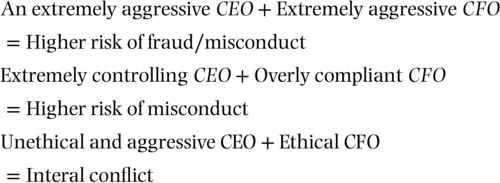 An extremely aggressive CEO + Extremely aggressive CFO
= Higher risk of fraud/misconduct
Extremely controlling CEO + Overly compliant CFO
= Higher risk of misconduct
Unethical and aggressive CEO + Ethical CFO
= Interal conflict